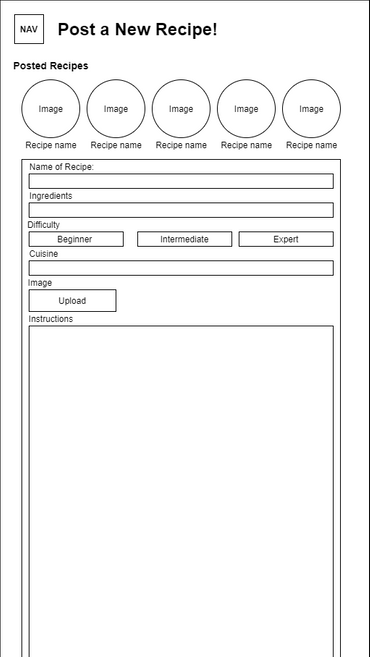 NAV
Post a New Recipe!
Posted Recipes
Image Image Image Image Image
Recipe name Recipe name Recipe name Recipe name Recipe name
Name of Recipe:
Ingredients
Difficulty
Beginner Intermediate Expert
Cuisine
Image
Upload
Instructions